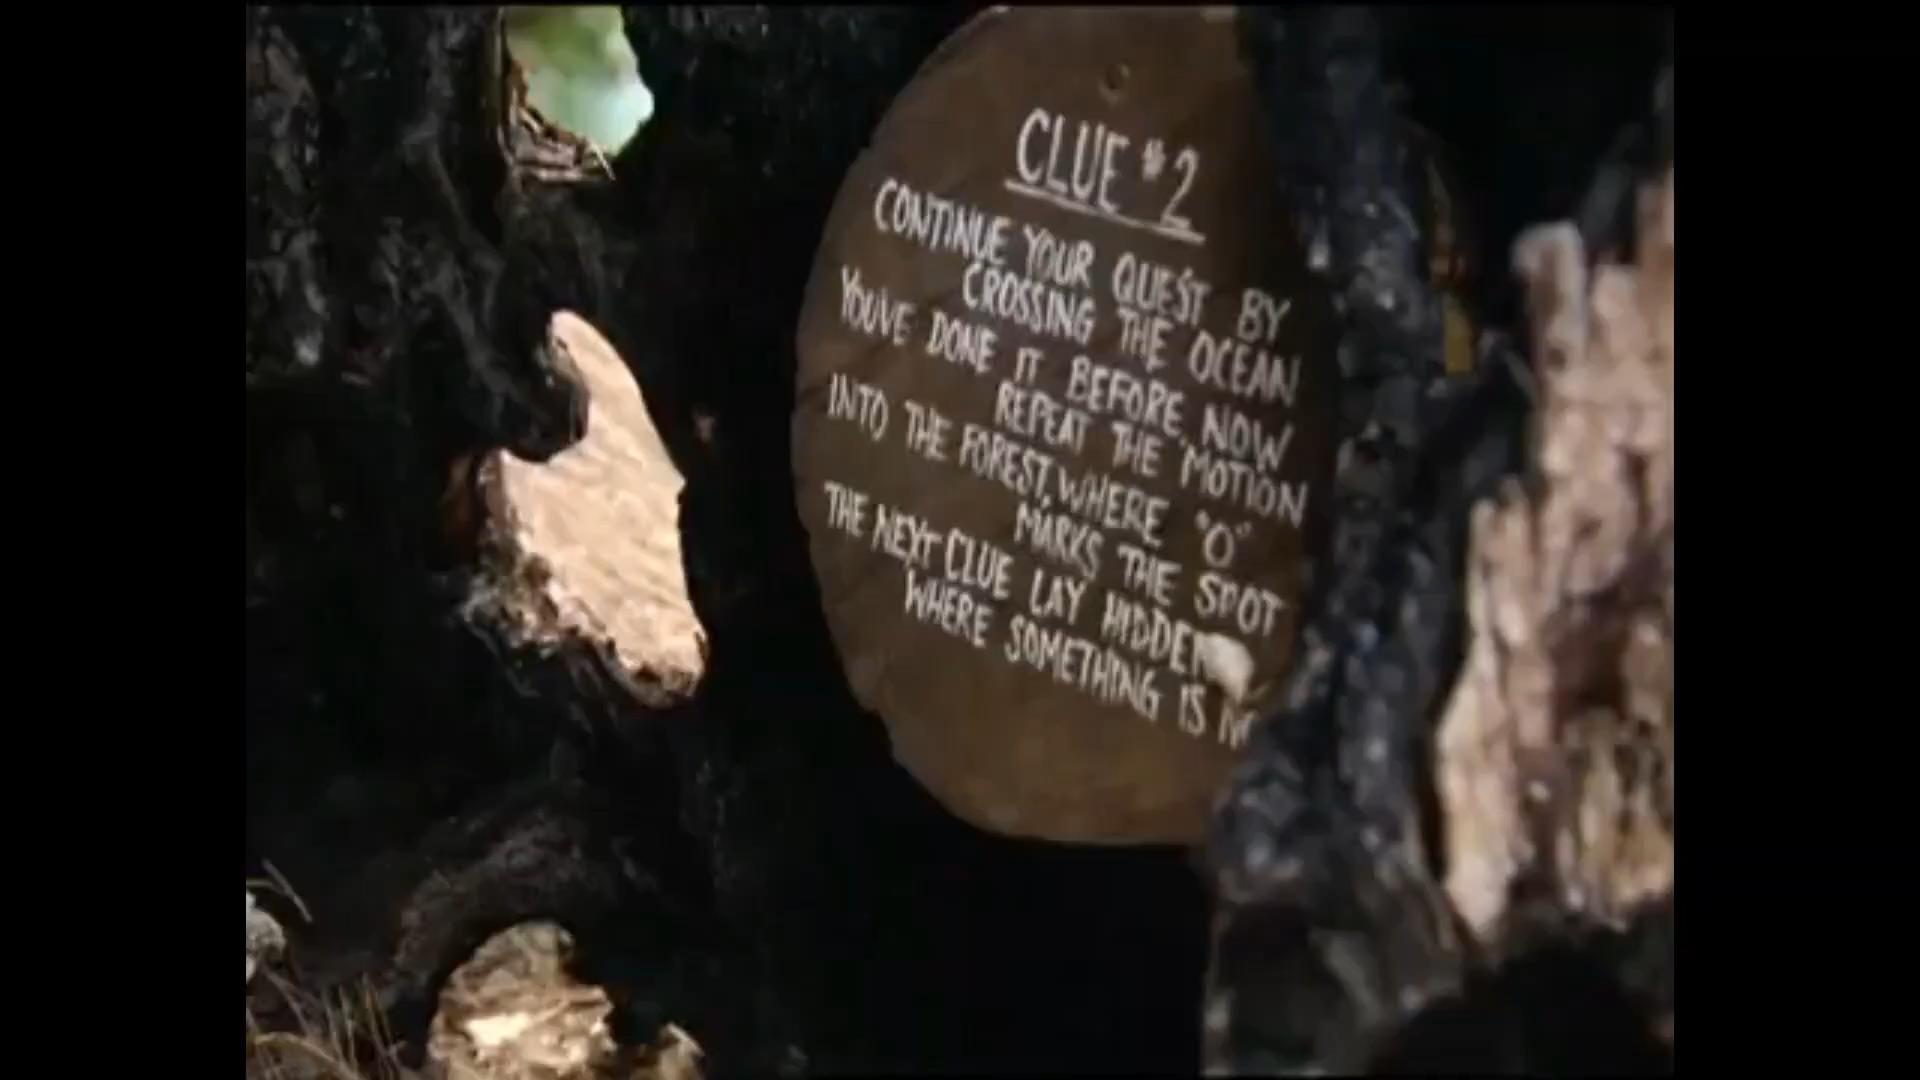 CLUE #2
CONTINUE YOUR QUEST BY
CROSSING THE OCEAN
YOU'VE DONE IT BEFORE, NOW
REPEAT THE MOTION
INTO THE FOREST, WHERE "O"
MARKS THE SPOT
THE NEXT CLUE LAY HIDDEN
WHERE SOMETHING IS